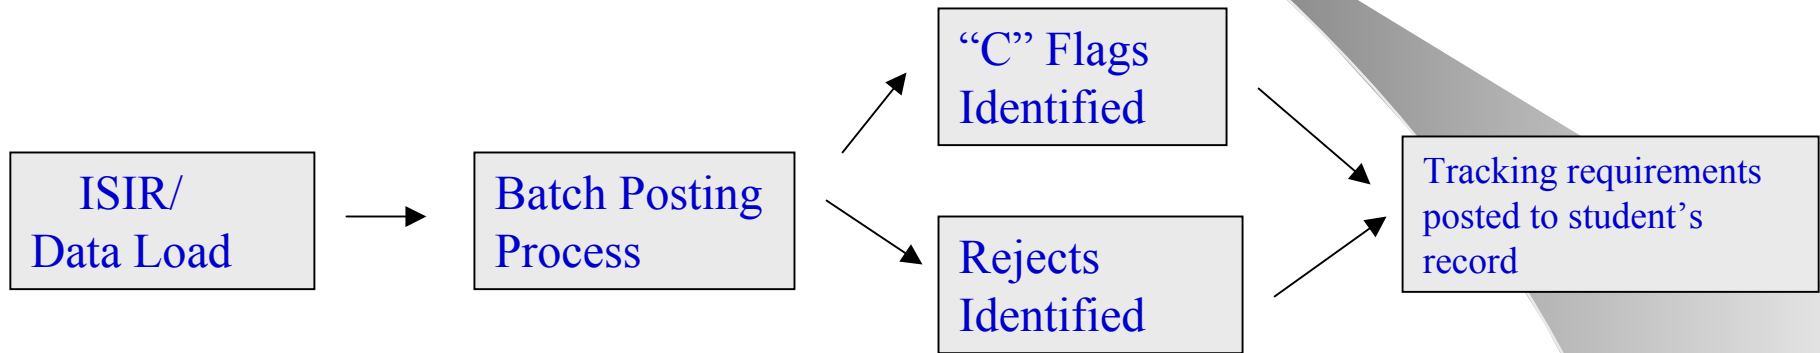 ISIR/
Data Load
Batch Posting
Process
“C” Flags
Identified
Rejects
Identified
Tracking requirements
posted to student’s
record